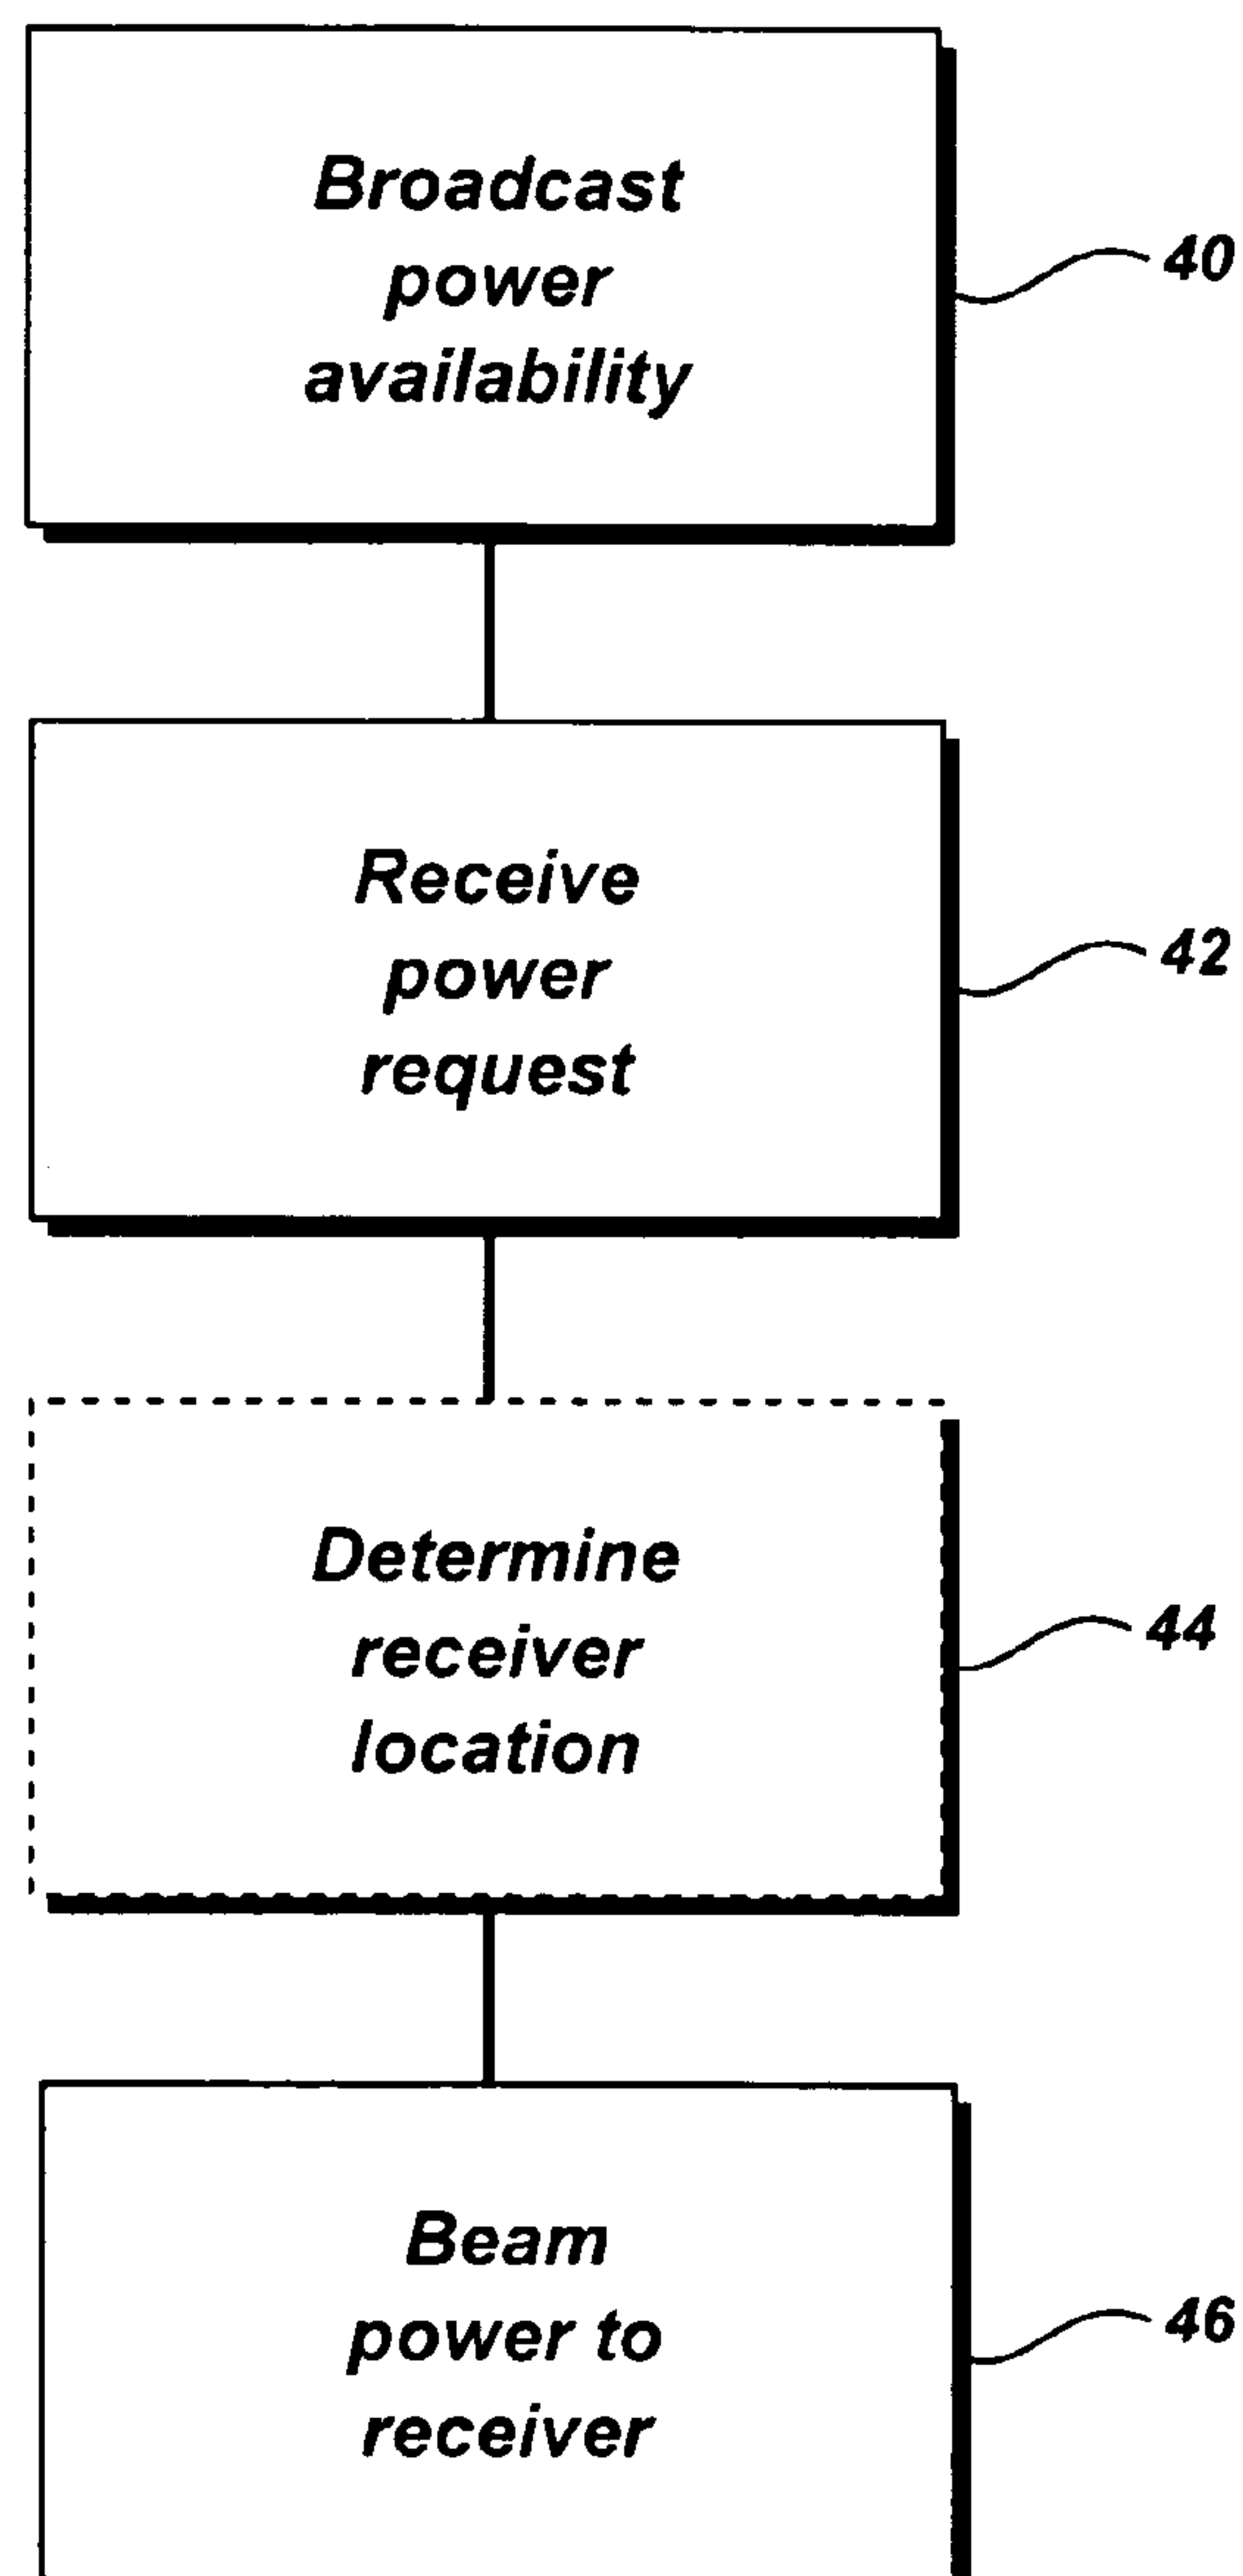 Broadcast
power
availability
40
Receive
power
request
42
Determine
receiver
location
44
Beam
power to
receiver
46